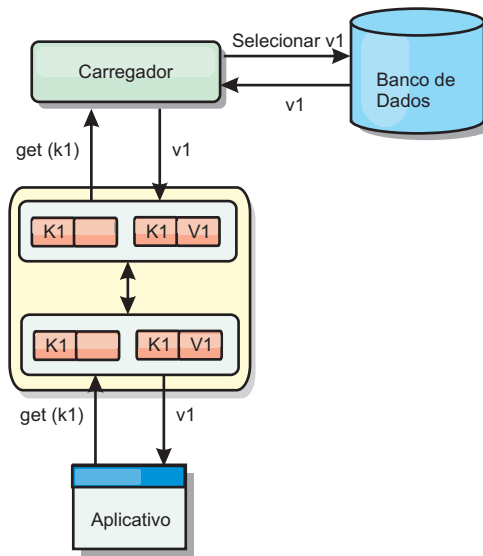 Selecionar v1
Carregador
Banco de
Dados
v1
get (k1)
v1
K1
K1 V1
K1
K1 V1
get (k1)
v1
Aplicativo